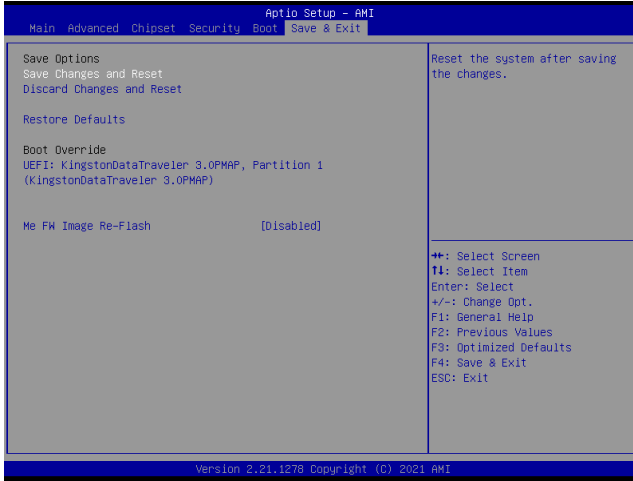 Aptio Setup – AMI
Main Advanced Chipset Security Boot Save & Exit
Save Options
Save Changes and Reset
Discard Changes and Reset
Restore Defaults
Boot Override
UEFI: KingstonDataTraveler 3.0PMAP, Partition 1
(KingstonDataTraveler 3.0PMAP)
Me FW Image Re-Flash [Disabled]
Reset the system after saving
the changes.
→←: Select Screen
↑↓: Select Item
Enter: Select
+/-: Change Opt.
F1: General Help
F2: Previous Values
F3: Optimized Defaults
F4: Save & Exit
ESC: Exit
Version 2.21.1278 Copyright (C) 2021 AMI